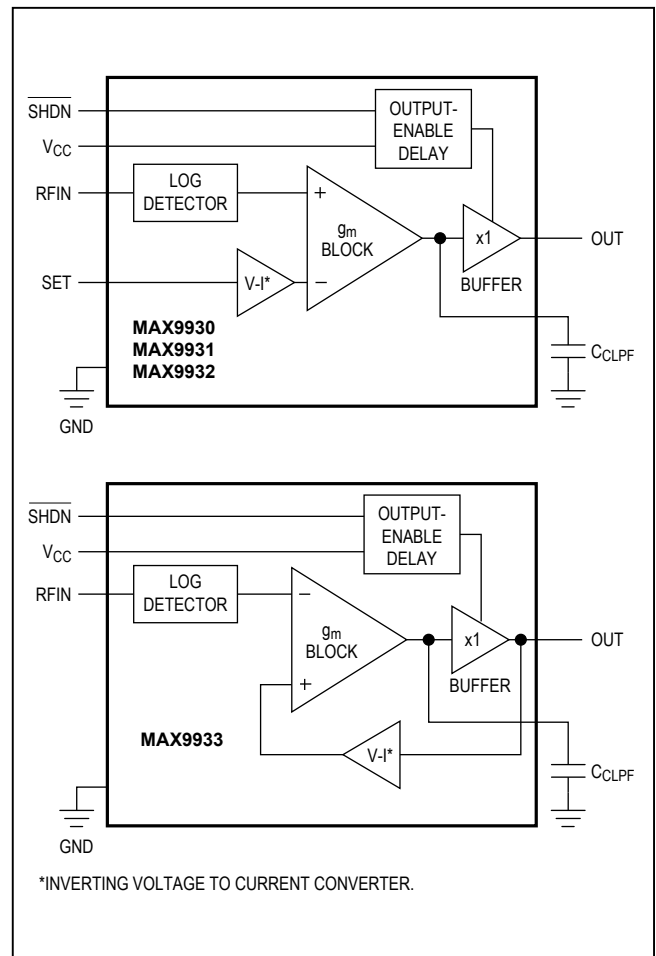 SHDN
OUTPUT-
ENABLE
DELAY
VCC
RFIN
LOG
DETECTOR
+
gm
BLOCK
x1
OUT
SET
V-I*
−
BUFFER
MAX9930
MAX9931
MAX9932
CCLPF
GND
SHDN
OUTPUT-
ENABLE
DELAY
VCC
RFIN
LOG
DETECTOR
−
gm
BLOCK
x1
OUT
BUFFER
+
MAX9933
V-I*
CCLPF
GND
*INVERTING VOLTAGE TO CURRENT CONVERTER.